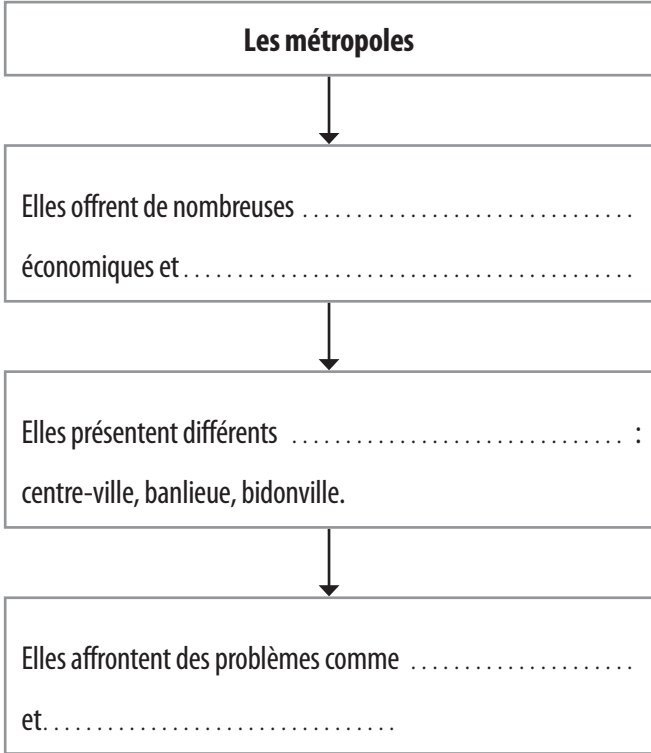 Les métropoles
Elles offrent de nombreuses . . . . . . . . . . . . . . . . . . . . . . . . . . . . . . . . .
économiques et . . . . . . . . . . . . . . . . . . . . . . . . . . . . . . . . . . . . . . . . . . . . .
Elles présentent différents . . . . . . . . . . . . . . . . . . . . . . . . . . . . . . . . . :
centre-ville, banlieue, bidonville.
Elles affrontent des problèmes comme . . . . . . . . . . . . . . . . . . . . . .
et. . . . . . . . . . . . . . . . . . . . . . . . . . . . . . . . . . .